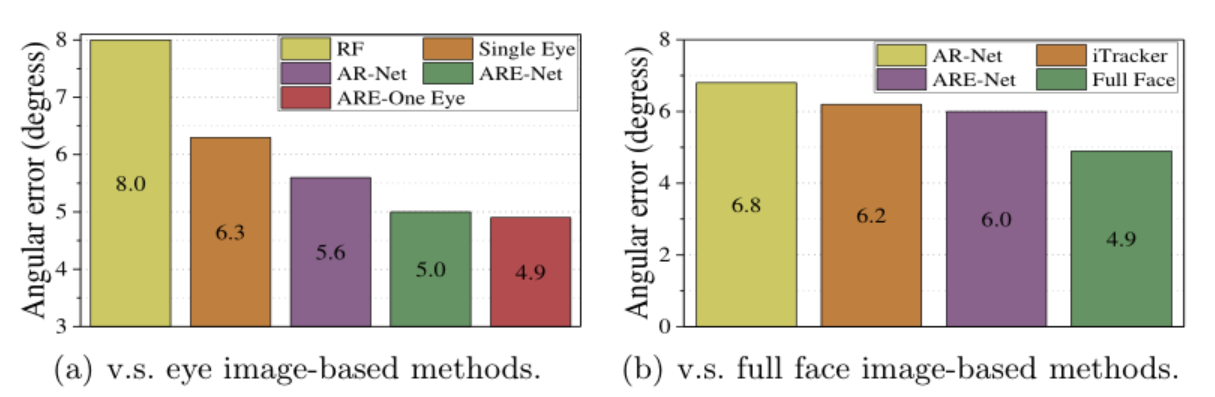 Angular error (degress)
8
7
6
5
4
3
RF
Single Eye
AR-Net
ARE-Net
ARE-One Eye
8.0
6.3
5.6
5.0
4.9
(a) v.s. eye image-based methods.
Angular error (degress)
8
6
4
2
0
AR-Net
iTracker
ARE-Net
Full Face
6.8
6.2
6.0
4.9
(b) v.s. full face image-based methods.